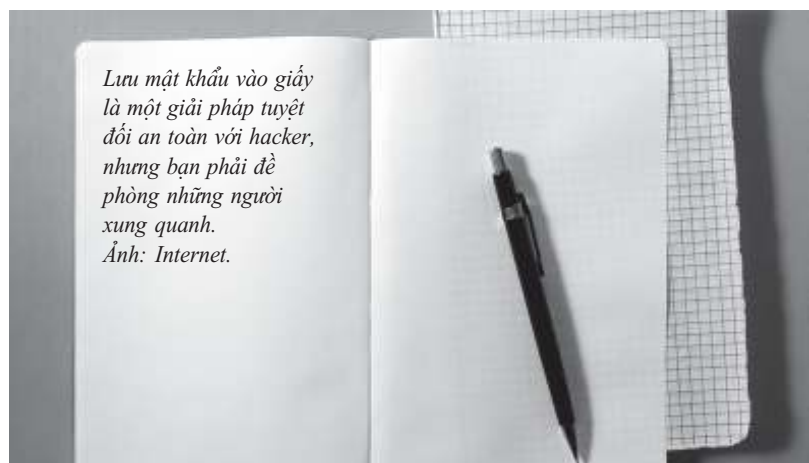 Lưu mật khẩu vào giấy
là một giải pháp tuyệt
đối an toàn với hacker,
nhưng bạn phải đề
phòng những người
xung quanh.
Ảnh: Internet.